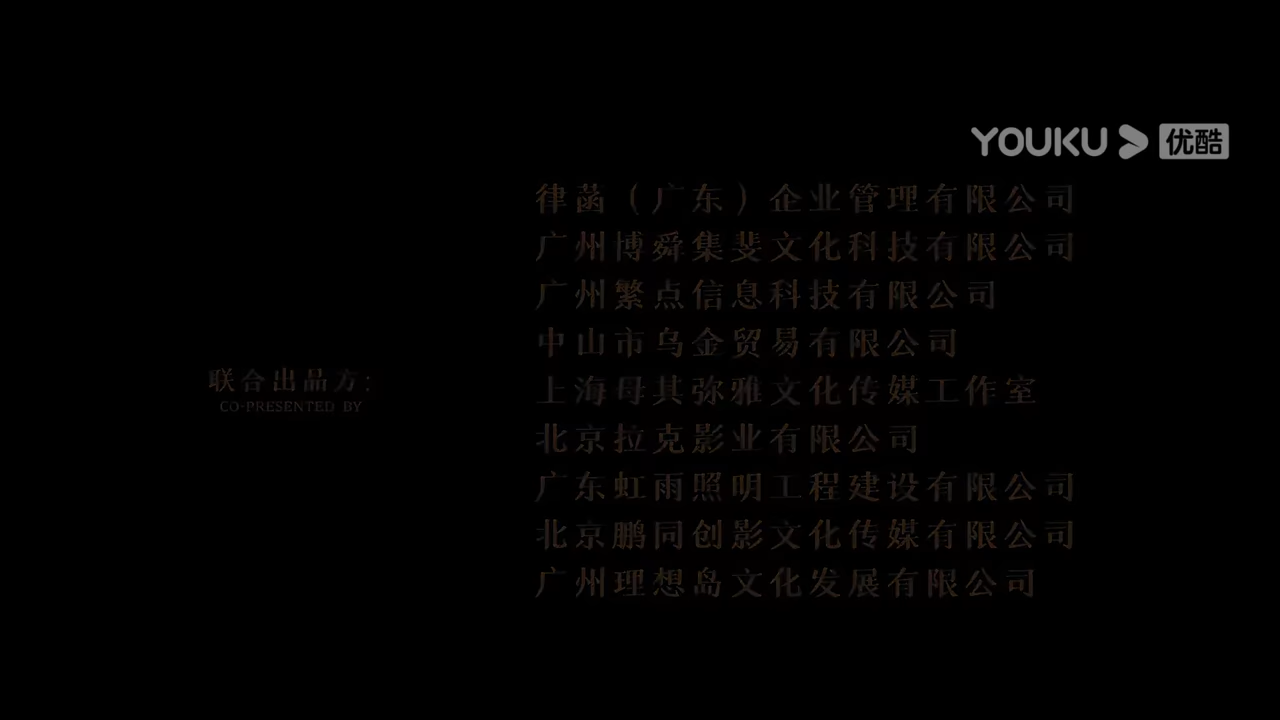 YOUKU 优酷
律菡（广东）企业管理有限公司
广州博舜集斐文化科技有限公司
广州繁点信息科技有限公司
中山市乌金贸易有限公司
联合出品方：
CO-PRESENTED BY
上海母其弥雅文化传媒工作室
北京拉克影业有限公司
广东虹雨照明工程建设有限公司
北京鹏同创影文化传媒有限公司
广州理想岛文化发展有限公司